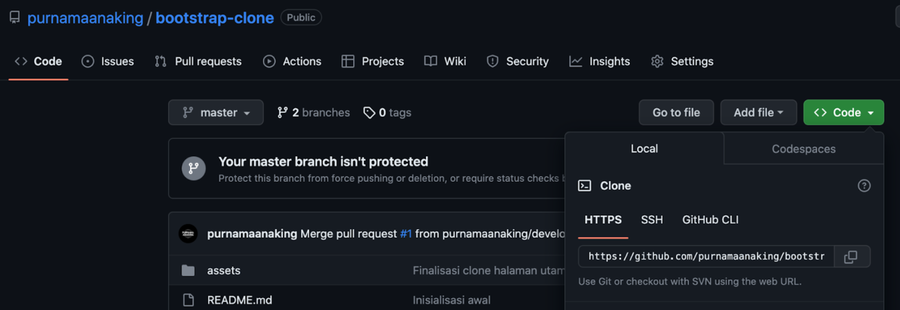 purnamaanaking / bootstrap-clone Public
<> Code Issues Pull requests Actions Projects Wiki Security Insights Settings
master 2 branches 0 tags Go to file Add file <> Code
Local Codespaces
Your master branch isn't protected
Protect this branch from force pushing or deletion, or require status checks
Clone
HTTPS SSH GitHub CLI
purnamaanaking Merge pull request #1 from purnamaanaking/develo
https://github.com/purnamaanaking/bootstr
assets Finalisasi clone halaman utam
Use Git or checkout with SVN using the web URL.
README.md Inisialisasi awal